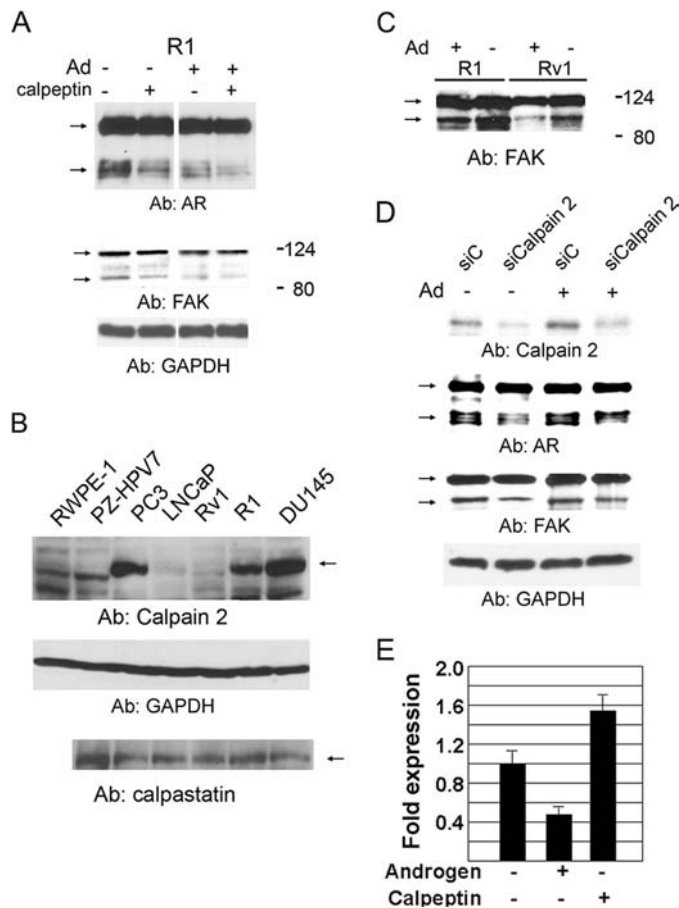 A
R1
Ad - - + +
calpeptin - + - +
Ab: AR
-124
- 80
Ab: FAK
Ab: GAPDH
B
RWPE-1 PZ-HPV7 PC3 LNCaP Rv1 R1 DU145
Ab: Calpain 2
Ab: GAPDH
Ab: calpastatin
C
Ad + - + -
R1 Rv1
-124
- 80
Ab: FAK
D
siC siCalpain 2 siC siCalpain 2
Ad - - + +
Ab: Calpain 2
Ab: AR
Ab: FAK
Ab: GAPDH
E
Fold expression
2.0
1.6
1.2
0.8
0.4
Androgen - + -
Calpeptin - - +